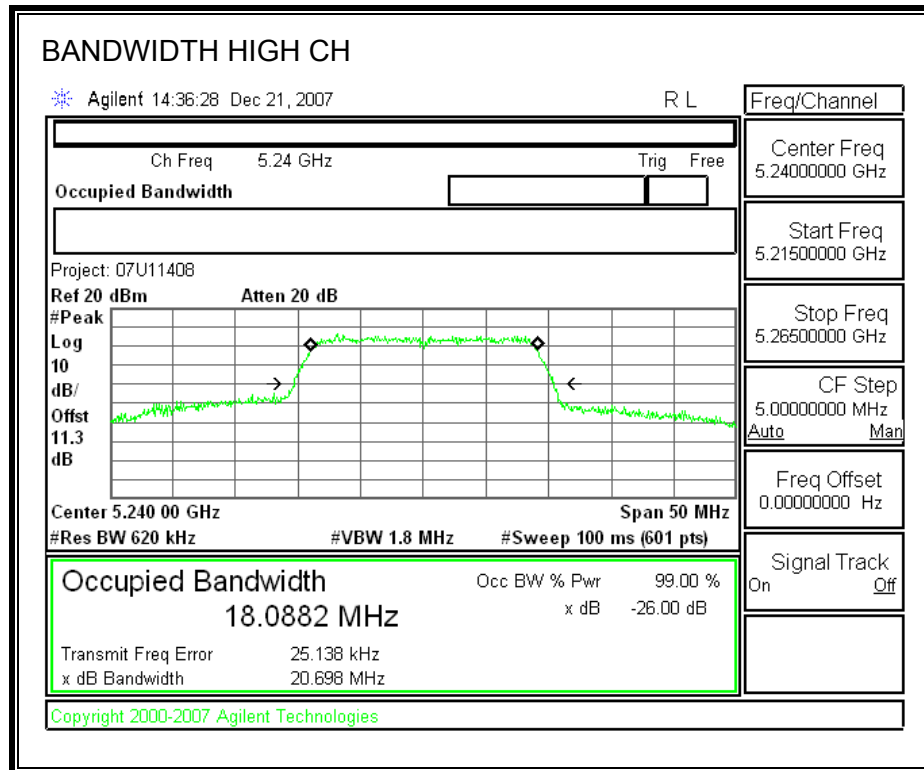 BANDWIDTH HIGH CH
Agilent 14:36:28 Dec 21, 2007 R L
Freq/Channel
Ch Freq 5.24 GHz Trig Free
Occupied Bandwidth
Center Freq
5.24000000 GHz
Start Freq
5.21500000 GHz
Stop Freq
5.26500000 GHz
CF Step
5.00000000 MHz
Auto Man
Freq Offset
0.00000000 Hz
Signal Track
On Off
Project: 07U11408
Ref 20 dBm Atten 20 dB
#Peak
Log
10
dB/
Offst
11.3
dB
Center 5.240 00 GHz Span 50 MHz
#Res BW 620 kHz #VBW 1.8 MHz #Sweep 100 ms (601 pts)
Occupied Bandwidth Occ BW % Pwr 99.00 %
18.0882 MHz x dB -26.00 dB
Transmit Freq Error 25.138 kHz
x dB Bandwidth 20.698 MHz
Copyright 2000-2007 Agilent Technologies